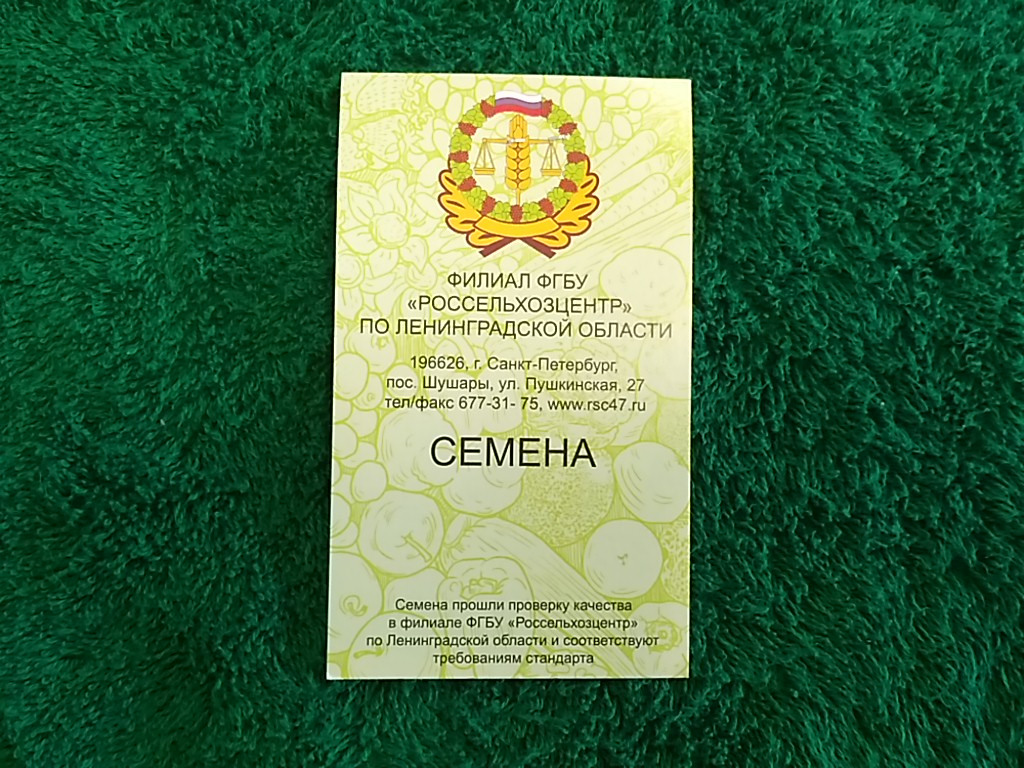 ФИЛИАЛ ФГБУ
«РОССЕЛЬХОЗЦЕНТР»
ПО ЛЕНИНГРАДСКОЙ ОБЛАСТИ
196626, г. Санкт-Петербург,
пос. Шушары, ул. Пушкинская, 27
тел/факс 677-31- 75, www.rsc47.ru
СЕМЕНА
Семена прошли проверку качества
в филиале ФГБУ «Россельхозцентр»
по Ленинградской области и соответствуют
требованиям стандарта